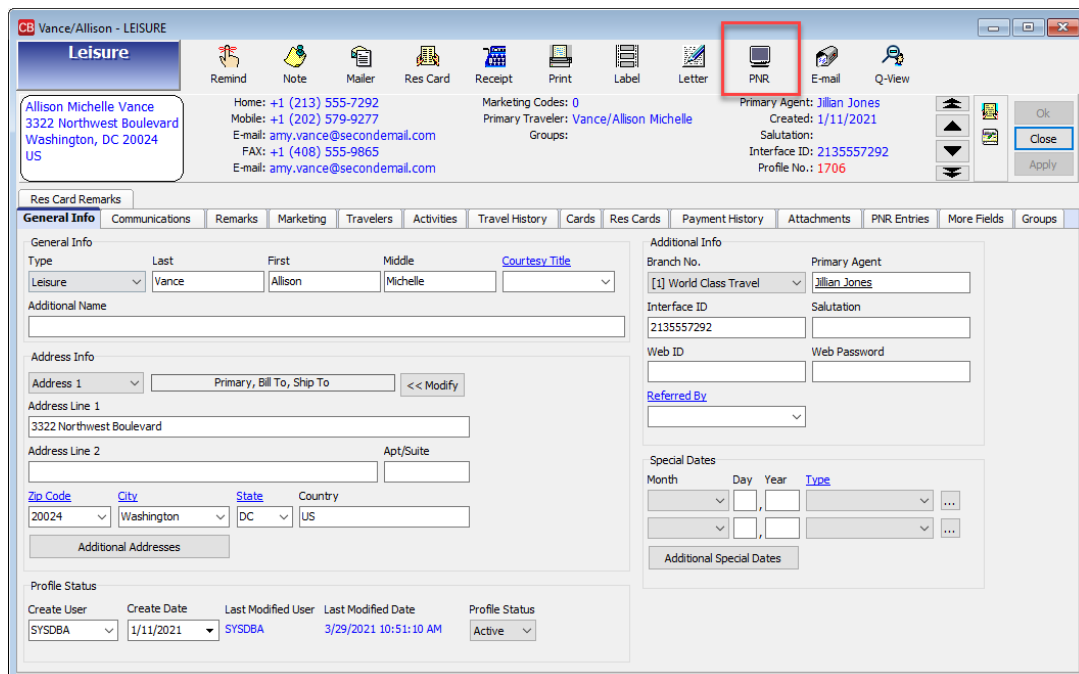 CB Vance/Allison - LEISURE
Leisure
Remind Note Mailer Res Card Receipt Print Label Letter PNR E-mail Q-View
Allison Michelle Vance
3322 Northwest Boulevard
Washington, DC 20024
US
Home: +1 (213) 555-7292
Mobile: +1 (202) 579-9277
E-mail: amy.vance@secondemail.com
FAX: +1 (408) 555-9865
E-mail: amy.vance@secondemail.com
Marketing Codes: 0
Primary Traveler: Vance/Allison Michelle
Groups:
Primary Agent: Jillian Jones
Created: 1/11/2021
Salutation:
Interface ID: 2135557292
Profile No.: 1706
Ok
Close
Apply
Res Card Remarks
General Info Communications Remarks Marketing Travelers Activities Travel History Cards Res Cards Payment History Attachments PNR Entries More Fields Groups
General Info
Type Last First Middle Courtesy Title
Leisure Vance Allison Michelle
Additional Name
Address Info
Address 1 Primary, Bill To, Ship To << Modify
Address Line 1
3322 Northwest Boulevard
Address Line 2 Apt/Suite
Zip Code City State Country
20024 Washington DC US
Additional Addresses
Profile Status
Create User Create Date Last Modified User Last Modified Date Profile Status
SYSDBA 1/11/2021 SYSDBA 3/29/2021 10:51:10 AM Active
Additional Info
Branch No. Primary Agent
[1] World Class Travel Jillian Jones
Interface ID Salutation
2135557292
Web ID Web Password
Referred By
Special Dates
Month Day Year Type
, ...
, ...
Additional Special Dates